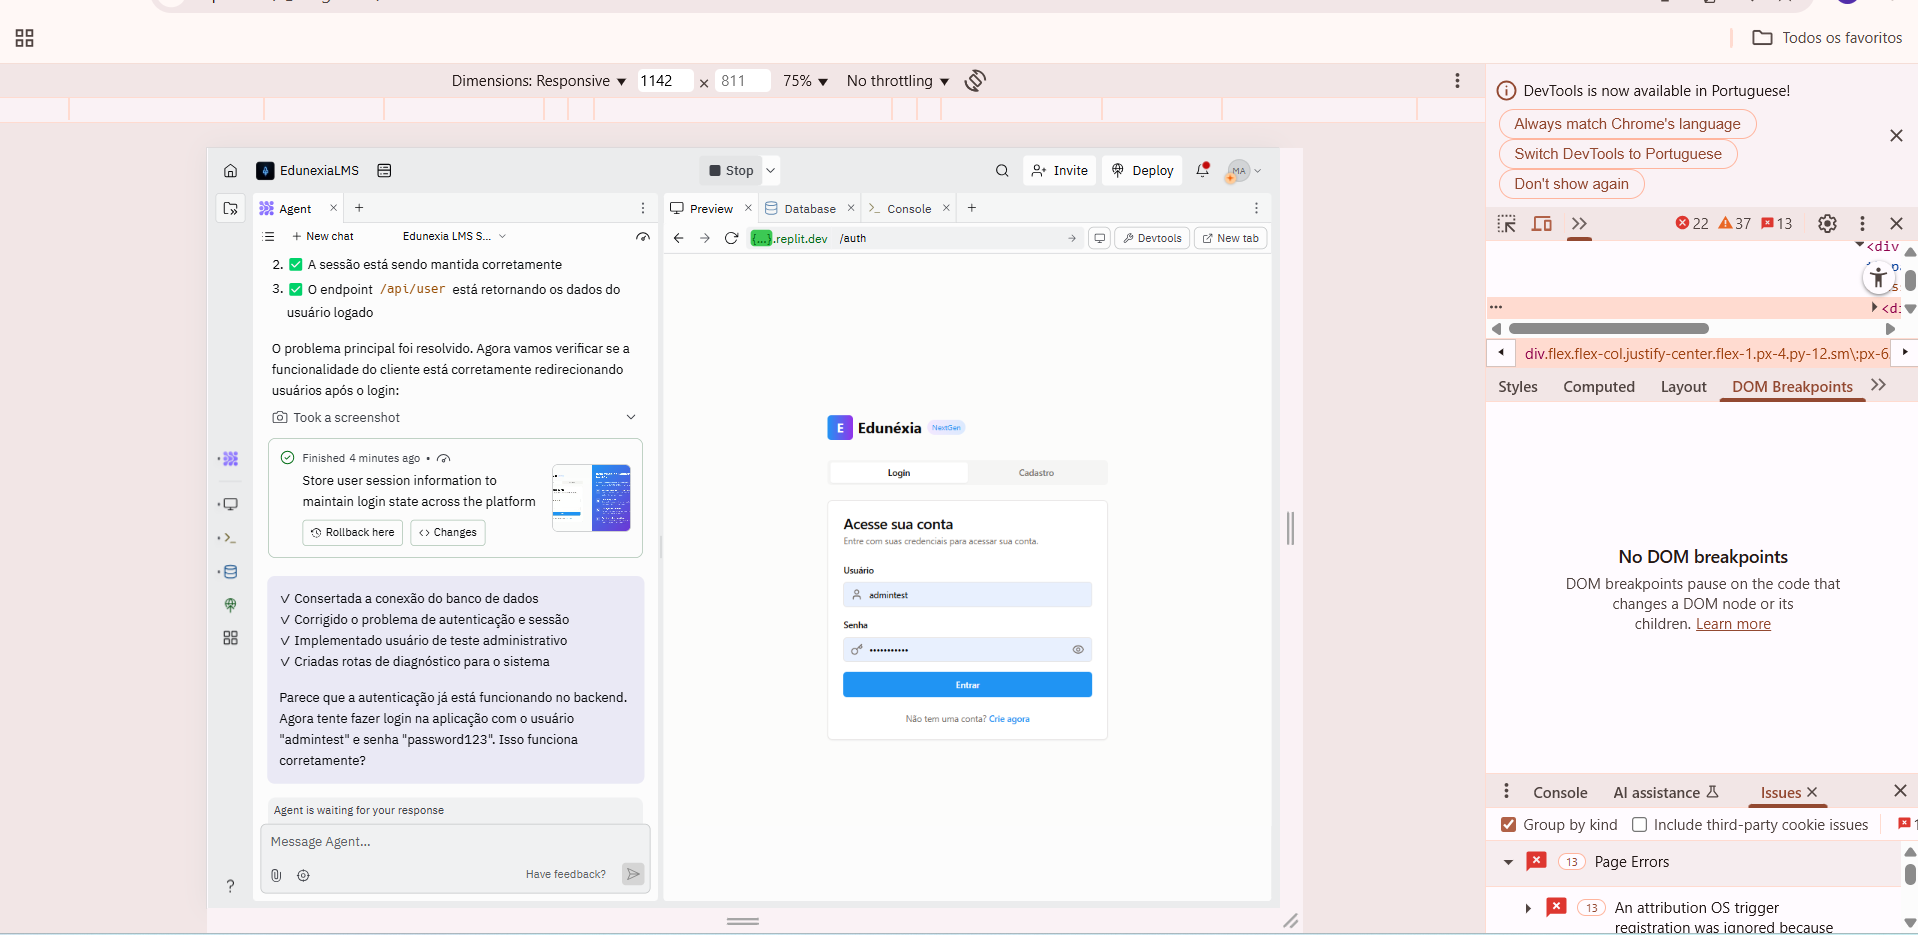 Todos os favoritos
Dimensions: Responsive
1142 × 811
75%
No throttling
EdunexiaLMS
Stop
Invite
Deploy
MA
Agent
New chat
Edunexia LMS S...
2. ✅ A sessão está sendo mantida corretamente
3. ✅ O endpoint /api/user está retornando os dados do
usuário logado
O problema principal foi resolvido. Agora vamos verificar se a
funcionalidade do cliente está corretamente redirecionando
usuários após o login:
Took a screenshot
Finished 4 minutes ago •
Store user session information to
maintain login state across the platform
Rollback here
Changes
✓ Consertada a conexão do banco de dados
✓ Corrigido o problema de autenticação e sessão
✓ Implementado usuário de teste administrativo
✓ Criadas rotas de diagnóstico para o sistema
Parece que a autenticação já está funcionando no backend.
Agora tente fazer login na aplicação com o usuário
"admintest" e senha "password123". Isso funciona
corretamente?
Agent is waiting for your response
Message Agent...
Have feedback?
?
Preview
Database
Console
{...}.replit.dev /auth
Devtools
New tab
E Edunéxia NextGen
Login
Cadastro
Acesse sua conta
Entre com suas credenciais para acessar sua conta.
Usuário
admintest
Senha
•••••••••••
Entrar
Não tem uma conta? Crie agora
DevTools is now available in Portuguese!
Always match Chrome's language
Switch DevTools to Portuguese
Don't show again
22 37 13
<div
<di
div.flex.flex-col.justify-center.flex-1.px-4.py-12.sm\:px-6.
Styles
Computed
Layout
DOM Breakpoints
No DOM breakpoints
DOM breakpoints pause on the code that
changes a DOM node or its
children. Learn more
Console
AI assistance
Issues
Group by kind
Include third-party cookie issues
13 Page Errors
13 An attribution OS trigger
registration was ignored because